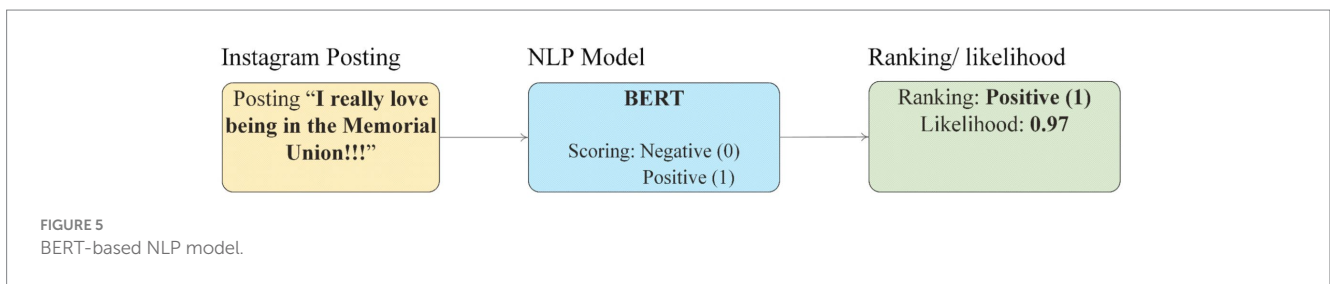 Instagram Posting
Posting “I really love
being in the Memorial
Union!!!”
NLP Model
BERT
Scoring: Negative (0)
Positive (1)
Ranking/ likelihood
Ranking: Positive (1)
Likelihood: 0.97
FIGURE 5
BERT-based NLP model.